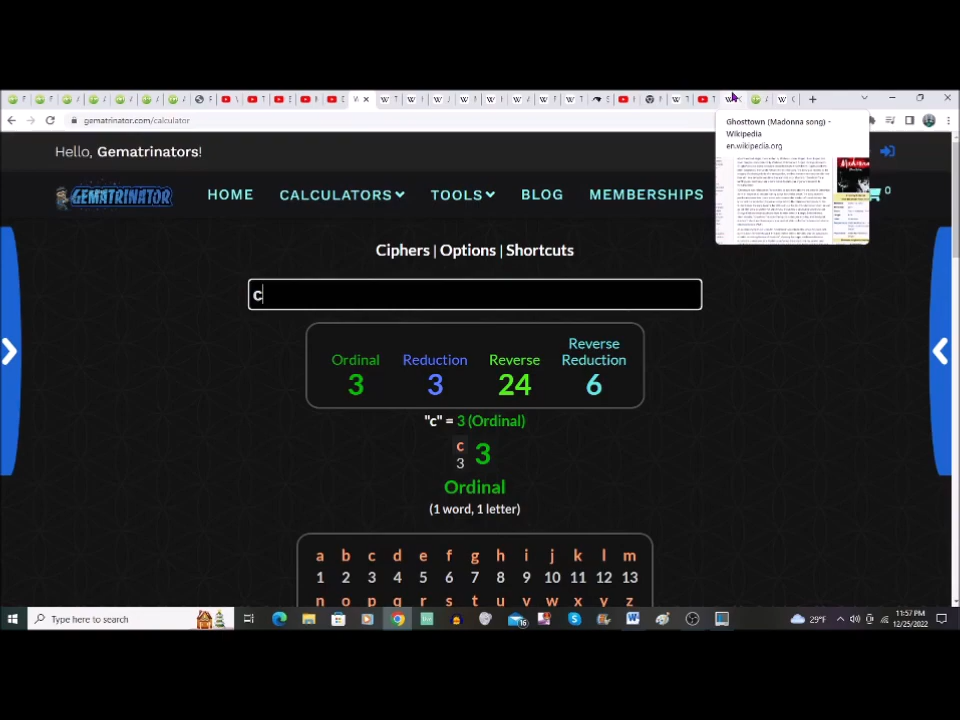 gematrinator.com/calculator
Ghosttown (Madonna song) -
Wikipedia
en.wikipedia.org
Hello, Gematrinators!
GEMATRINATOR
HOME CALCULATORS TOOLS BLOG MEMBERSHIPS
0
Ciphers | Options | Shortcuts
c
Ordinal Reduction Reverse Reverse Reduction
3 3 24 6
"c" = 3 (Ordinal)
c 3
3
Ordinal
(1 word, 1 letter)
a b c d e f g h i j k l m
1 2 3 4 5 6 7 8 9 10 11 12 13
n o p q r s t u v w x y z
Type here to search
16
29°F
11:57 PM
12/25/2022